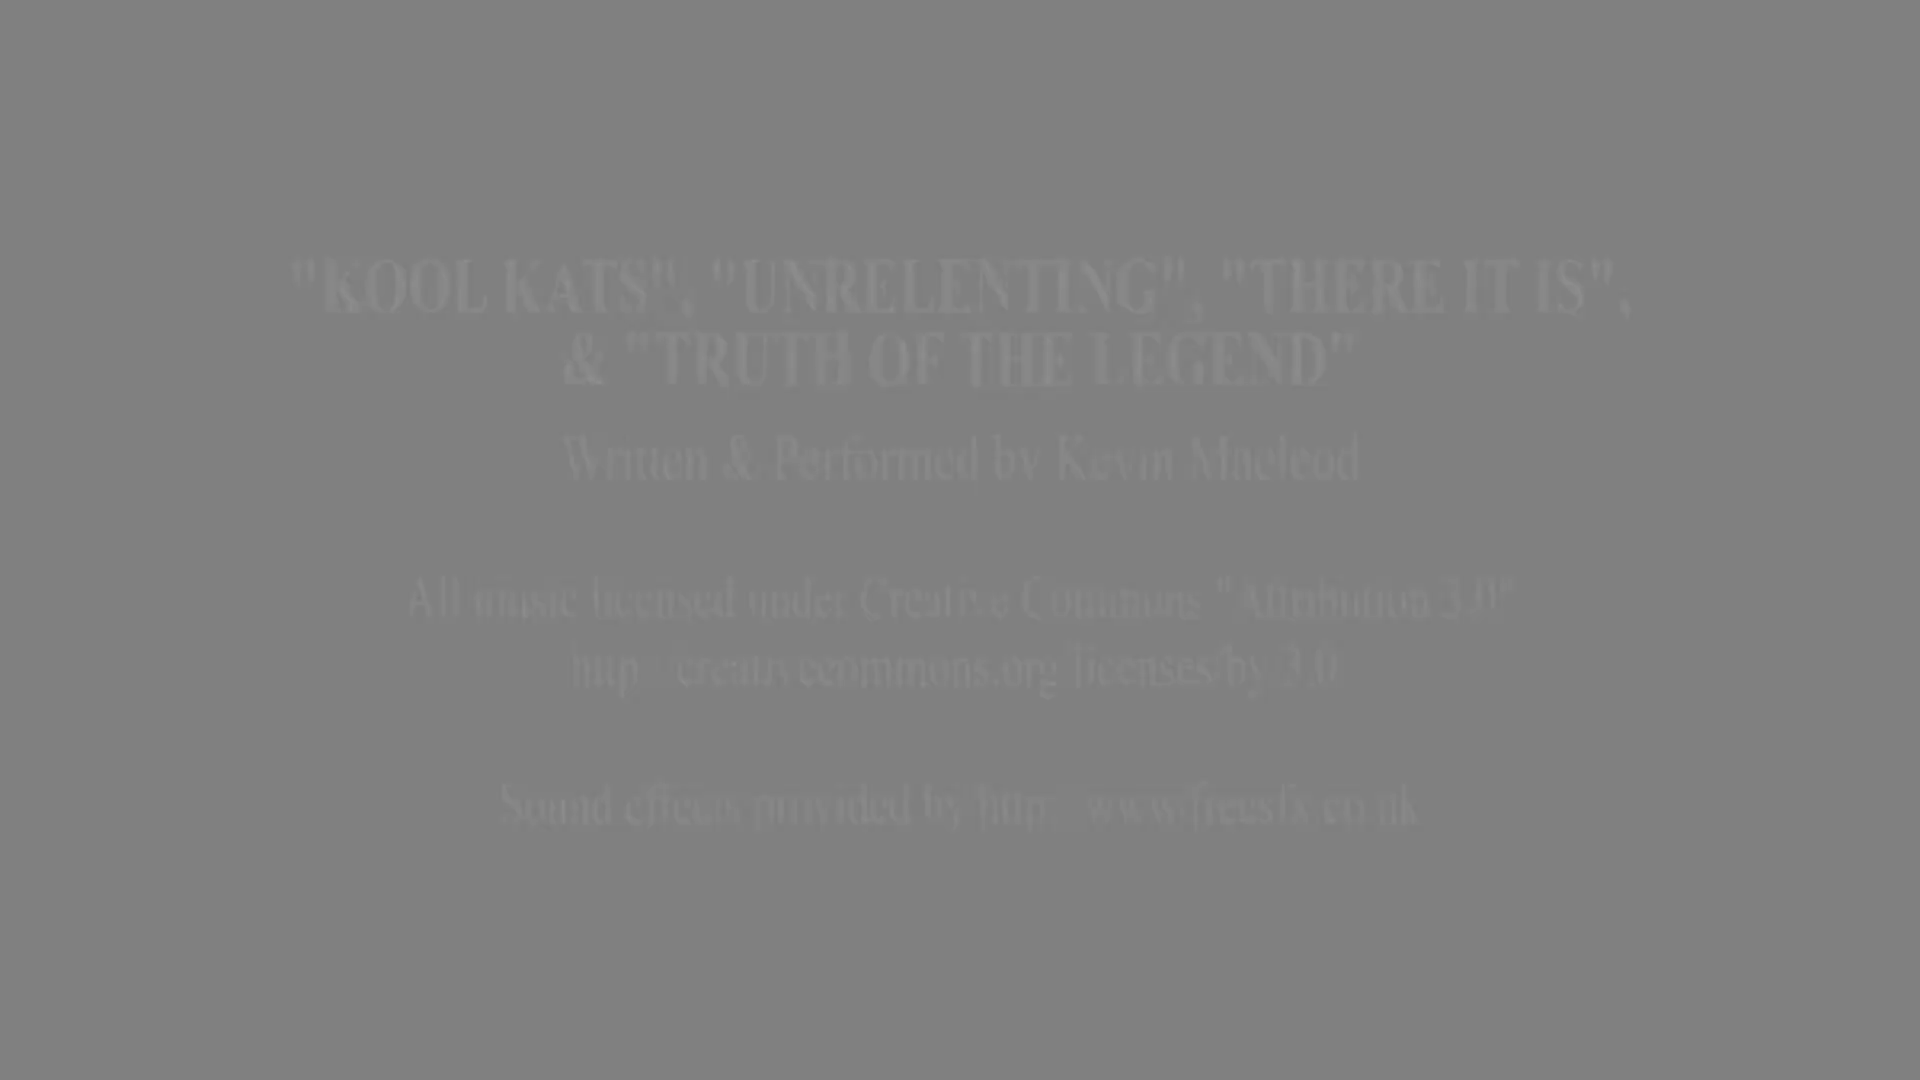 "KOOL KATS", "UNRELENTING", "THERE IT IS",
& "TRUTH OF THE LEGEND"
Written & Performed by Kevin Macleod
All music licensed under Creative Commons "Attribution 3.0"
http://creativecommons.org/licenses/by/3.0/
Sound effects provided by http://www.freesfx.co.uk